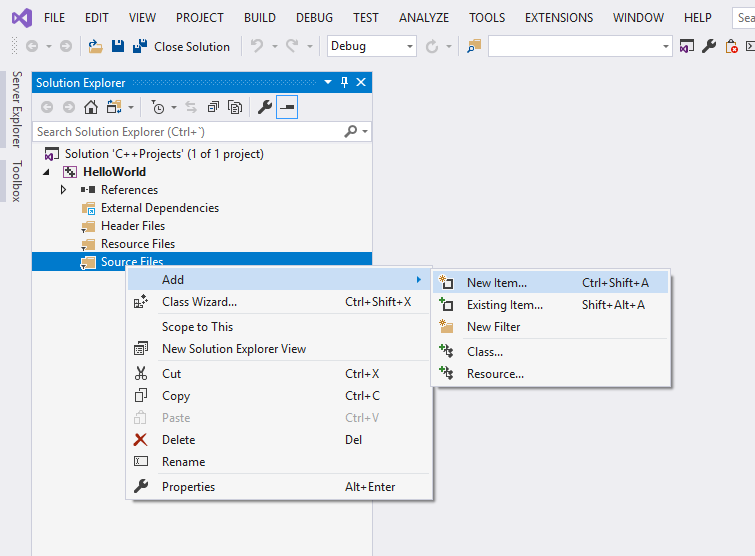 FILE EDIT VIEW PROJECT BUILD DEBUG TEST ANALYZE TOOLS EXTENSIONS WINDOW HELP Sea
Close Solution Debug
Server Explorer
Toolbox
Solution Explorer
Search Solution Explorer (Ctrl+`)
Solution 'C++Projects' (1 of 1 project)
HelloWorld
References
External Dependencies
Header Files
Resource Files
Source Files
Add
Class Wizard... Ctrl+Shift+X
Scope to This
New Solution Explorer View
Cut Ctrl+X
Copy Ctrl+C
Paste Ctrl+V
Delete Del
Rename
Properties Alt+Enter
New Item... Ctrl+Shift+A
Existing Item... Shift+Alt+A
New Filter
Class...
Resource...